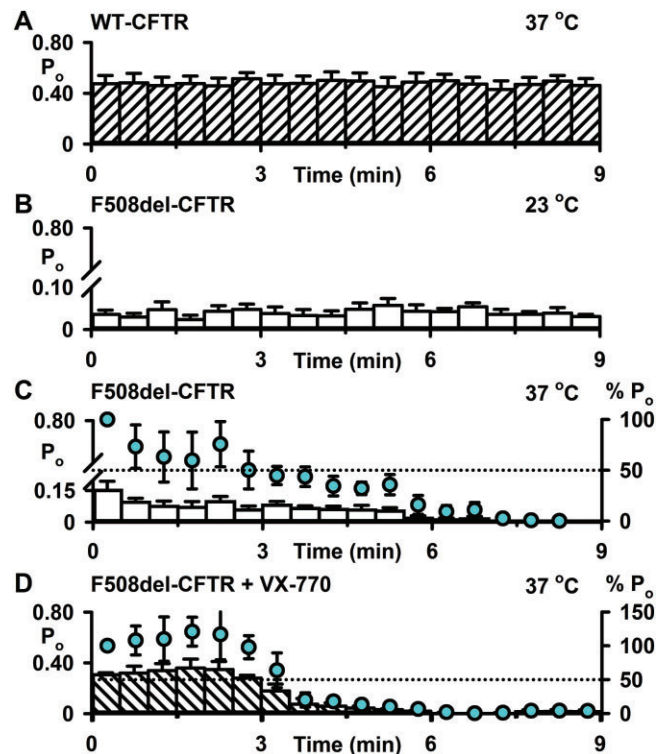 A WT-CFTR 37 °C
0.80
Po
0.40
0
0 3 Time (min) 6 9
B F508del-CFTR 23 °C
0.80
Po
0.10
0
0 3 Time (min) 6 9
C F508del-CFTR 37 °C % Po
0.80 100
Po
50
0.15
0 0
0 3 Time (min) 6 9
D F508del-CFTR + VX-770 37 °C % Po
0.80 150
Po
100
0.40
50
0 0
0 3 Time (min) 6 9